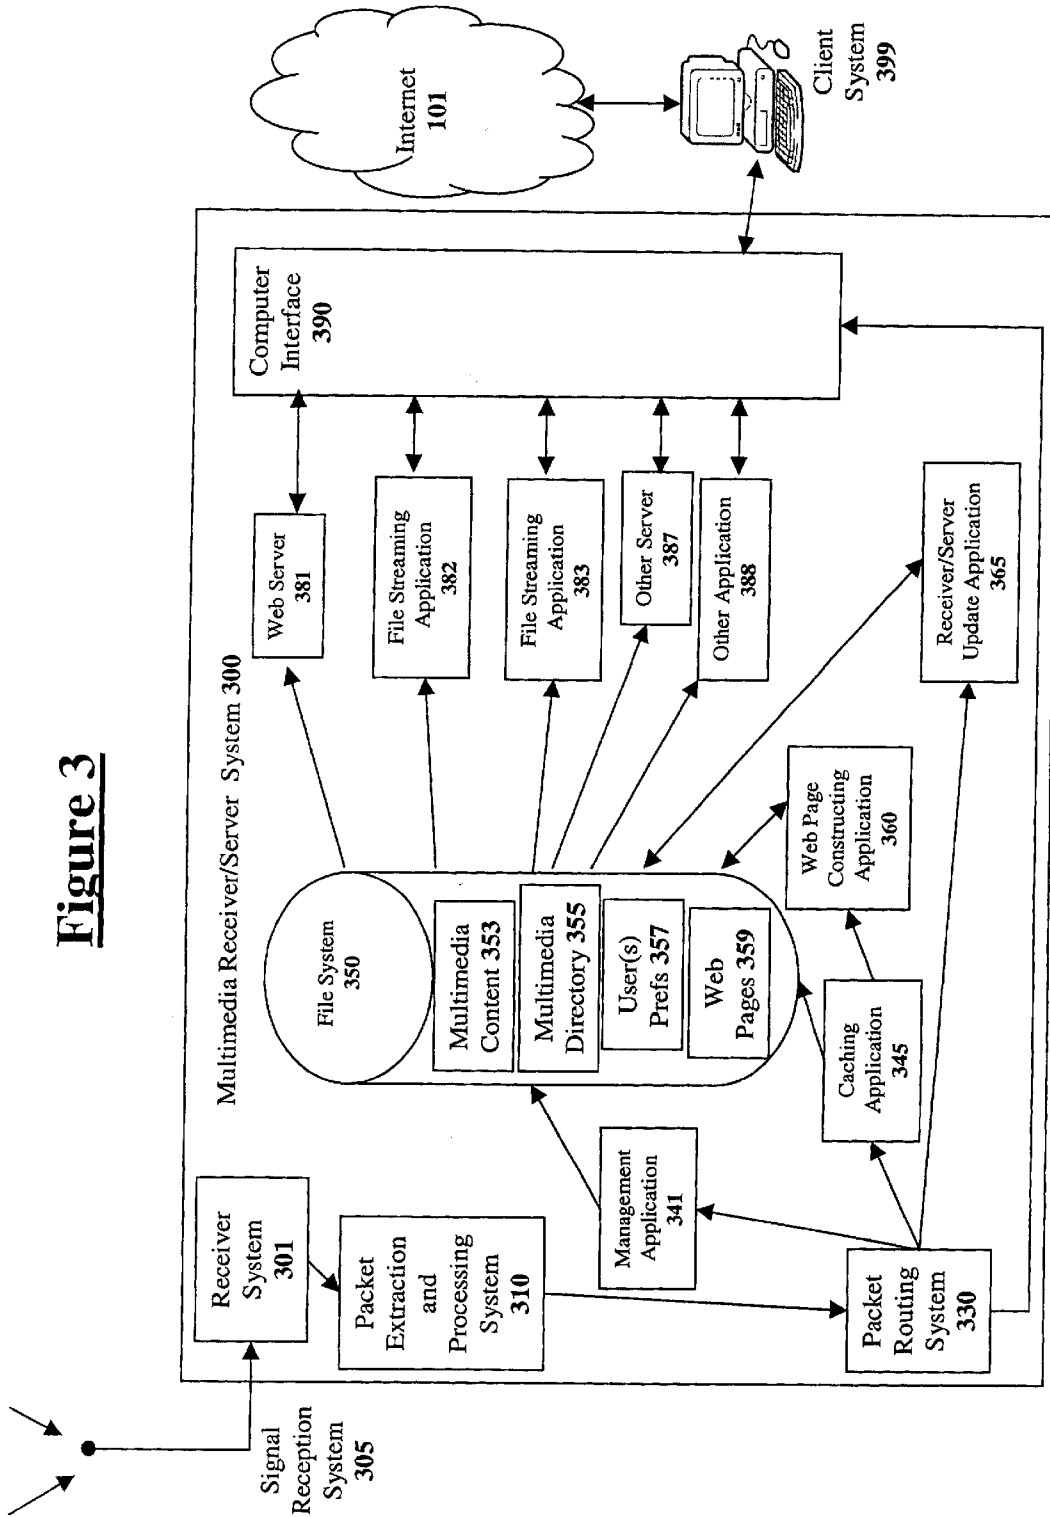 Figure 3
Multimedia Receiver/Server System 300
Signal
Reception
System
305
Receiver
System
301
Packet
Extraction
and
Processing
System
310
Packet
Routing
System
330
Management
Application
341
Caching
Application
345
File System
350
Multimedia
Content 353
Multimedia
Directory 355
User(s)
Prefs 357
Web
Pages 359
Web Page
Constructing
Application
360
Receiver/Server
Update Application
365
Web Server
381
File Streaming
Application
382
File Streaming
Application
383
Other Server
387
Other Application
388
Computer
Interface
390
Internet
101
Client
System
399